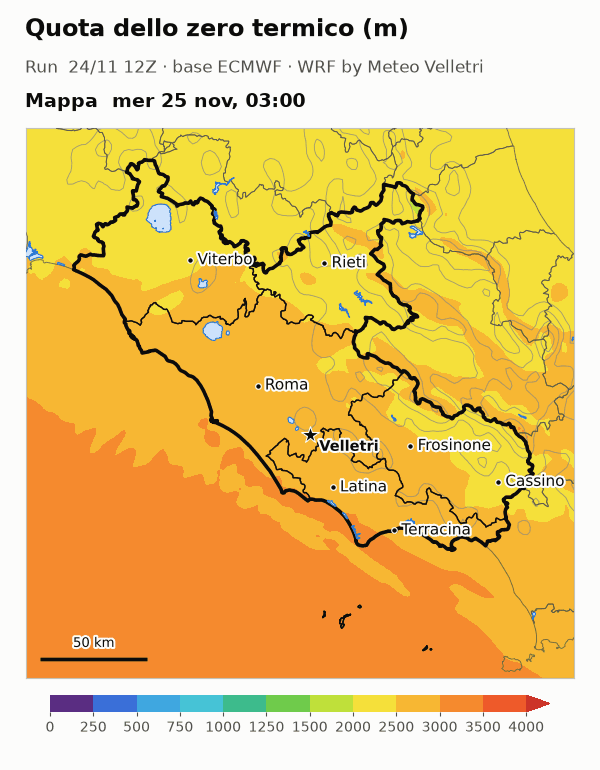 Quota dello zero termico (m)
Run  24/11 12Z · base ECMWF · WRF by Meteo Velletri
Mappa  mer 25 nov, 03:00
Viterbo
Rieti
Roma
Velletri
Frosinone
Cassino
Latina
Terracina
50 km
0 250 500 750 1000 1250 1500 2000 2500 3000 3500 4000